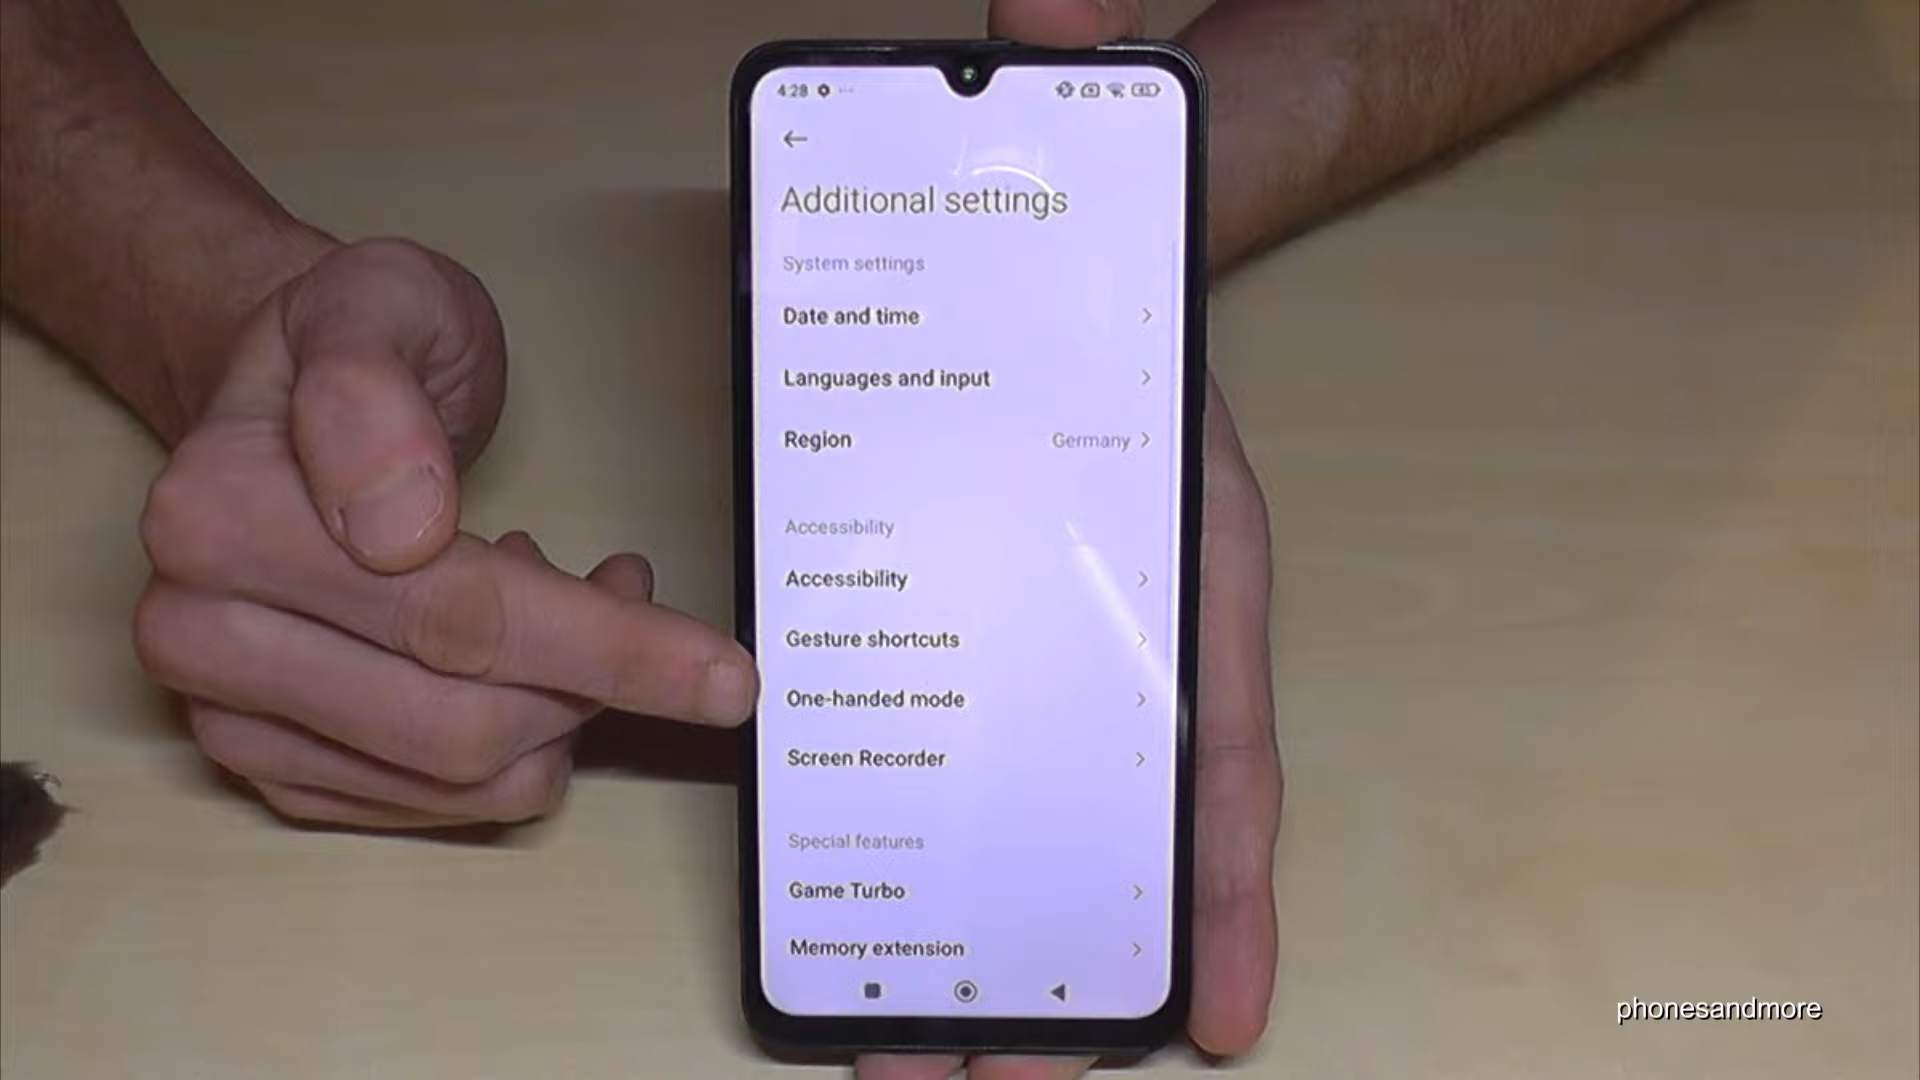 4:28
Additional settings
System settings
Date and time
Languages and input
Region Germany
Accessibility
Accessibility
Gesture shortcuts
One-handed mode
Screen Recorder
Special features
Game Turbo
Memory extension
phonesandmore